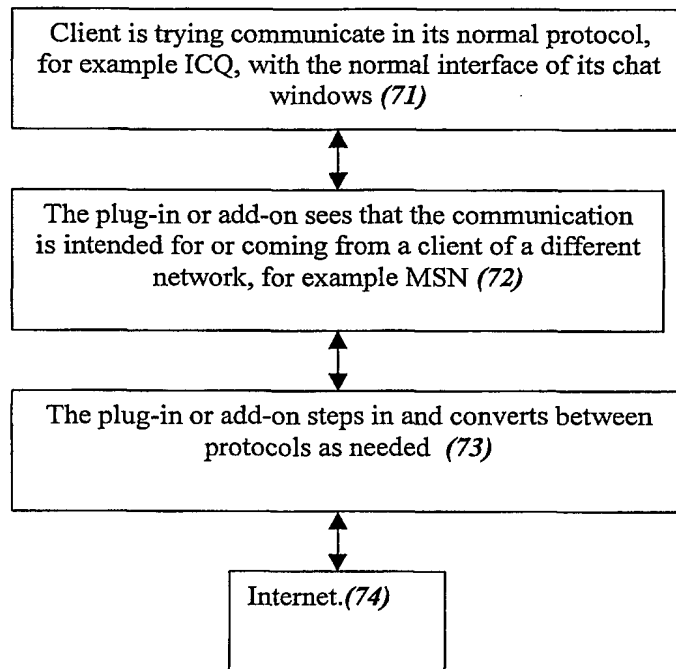 Client is trying communicate in its normal protocol,
for example ICQ, with the normal interface of its chat
windows (71)
The plug-in or add-on sees that the communication
is intended for or coming from a client of a different
network, for example MSN (72)
The plug-in or add-on steps in and converts between
protocols as needed (73)
Internet.(74)